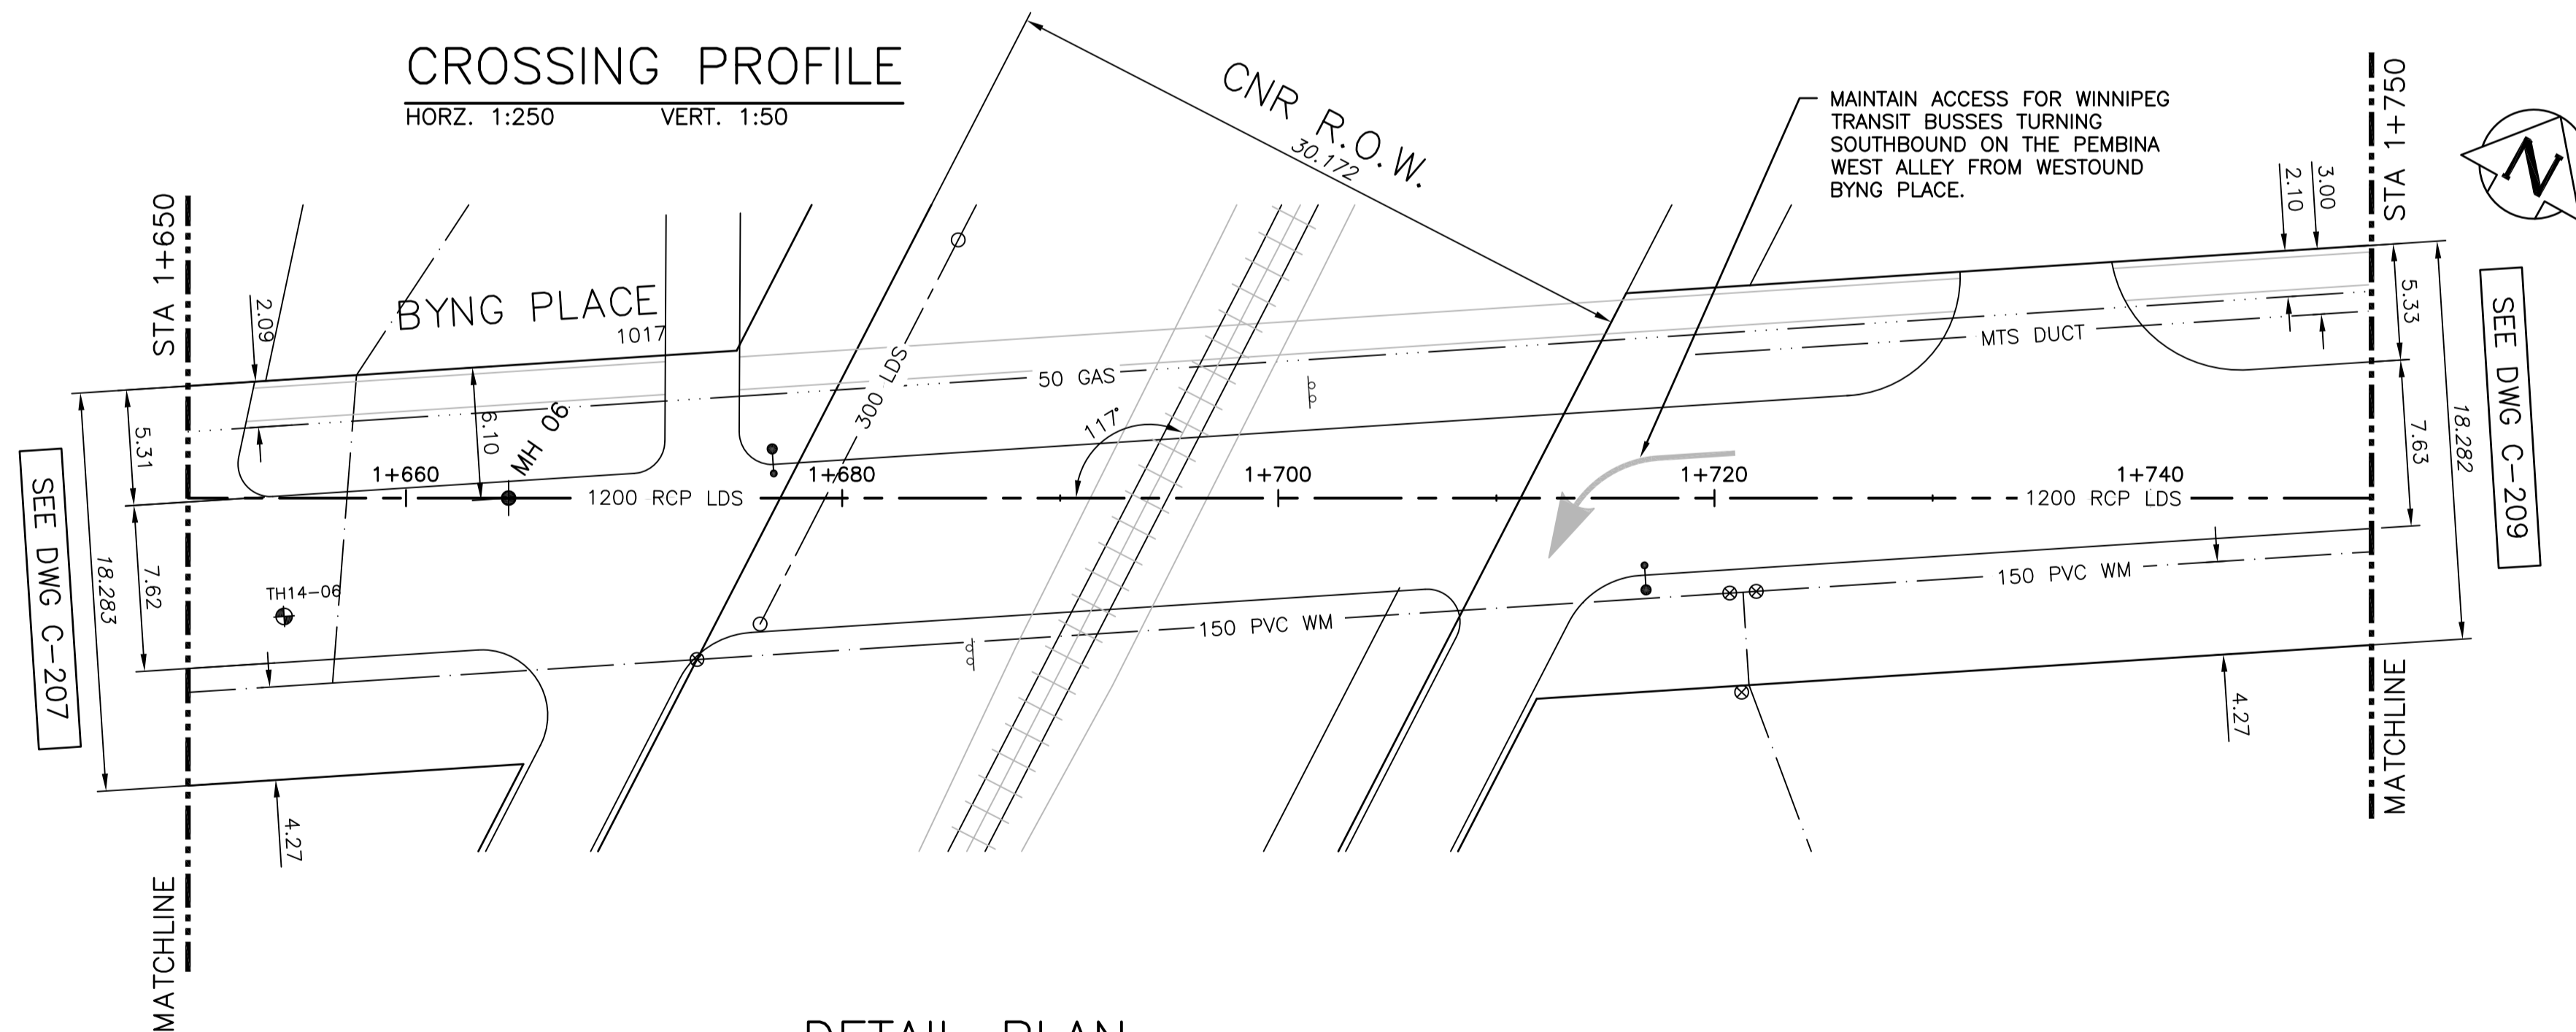 CROSSING PROFILE
HORZ. 1:250 VERT. 1:50
CNR R.O.W.
30.172
MAINTAIN ACCESS FOR WINNIPEG
TRANSIT BUSSES TURNING
SOUTHBOUND ON THE PEMBINA
WEST ALLEY FROM WESTOUND
BYNG PLACE.
STA 1+750
N
3.00
2.10
STA 1+650
2.09
BYNG PLACE
1017
5.33
MTS DUCT
50 GAS
300 LDS
6.10
MH 06
117°
5.31
18.282
7.63
SEE DWG C-209
1+660
1+680
1+700
1+720
1+740
1200 RCP LDS
1200 RCP LDS
SEE DWG C-207
18.283
7.62
TH14-06
150 PVC WM
150 PVC WM
4.27
4.27
MATCHLINE
MATCHLINE
DETAIL PLAN